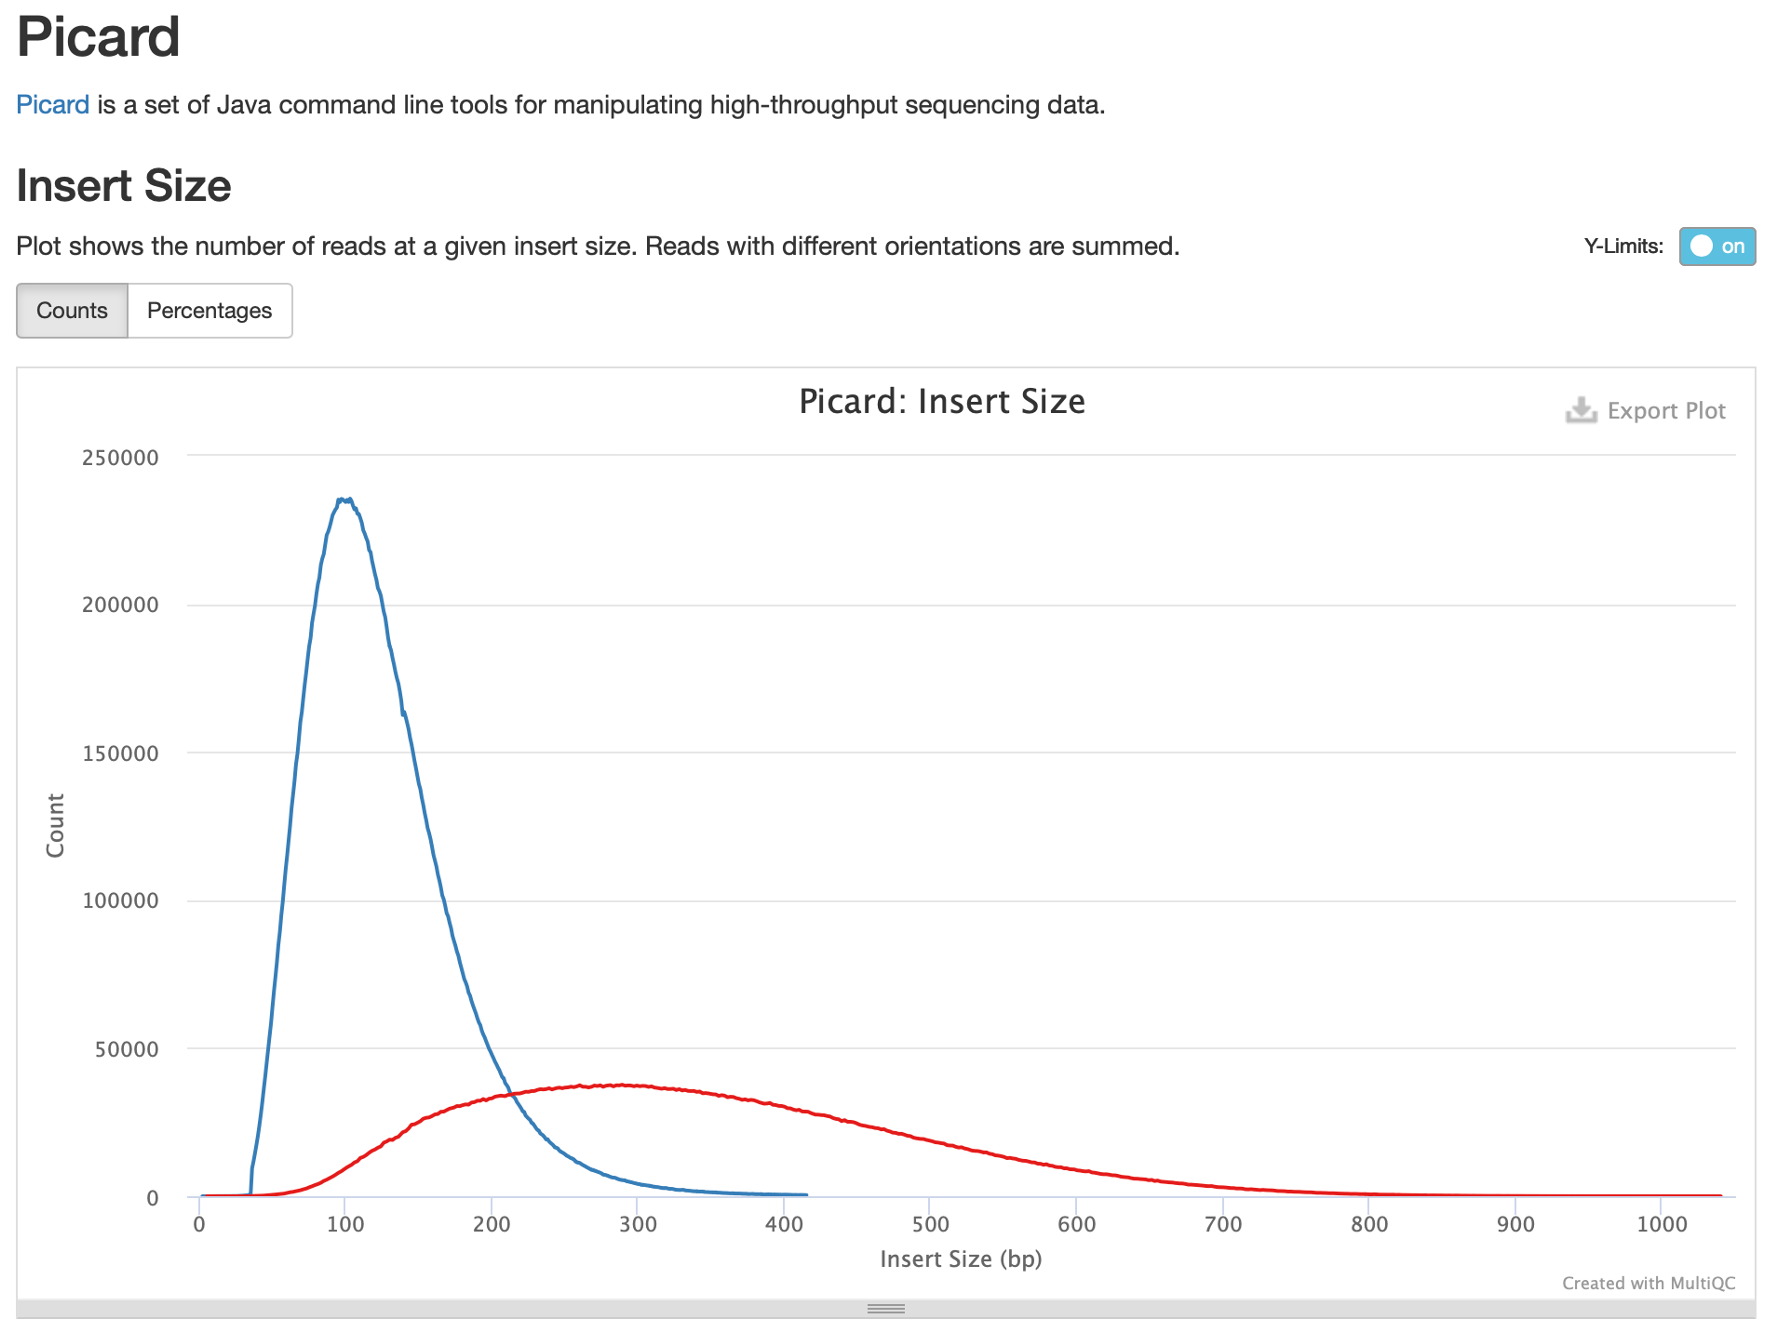 Picard
Picard is a set of Java command line tools for manipulating high-throughput sequencing data.
Insert Size
Plot shows the number of reads at a given insert size. Reads with different orientations are summed.
Y-Limits: on
Counts Percentages
Picard: Insert Size
Export Plot
250000
200000
150000
100000
50000
0
Count
0 100 200 300 400 500 600 700 800 900 1000
Insert Size (bp)
Created with MultiQC